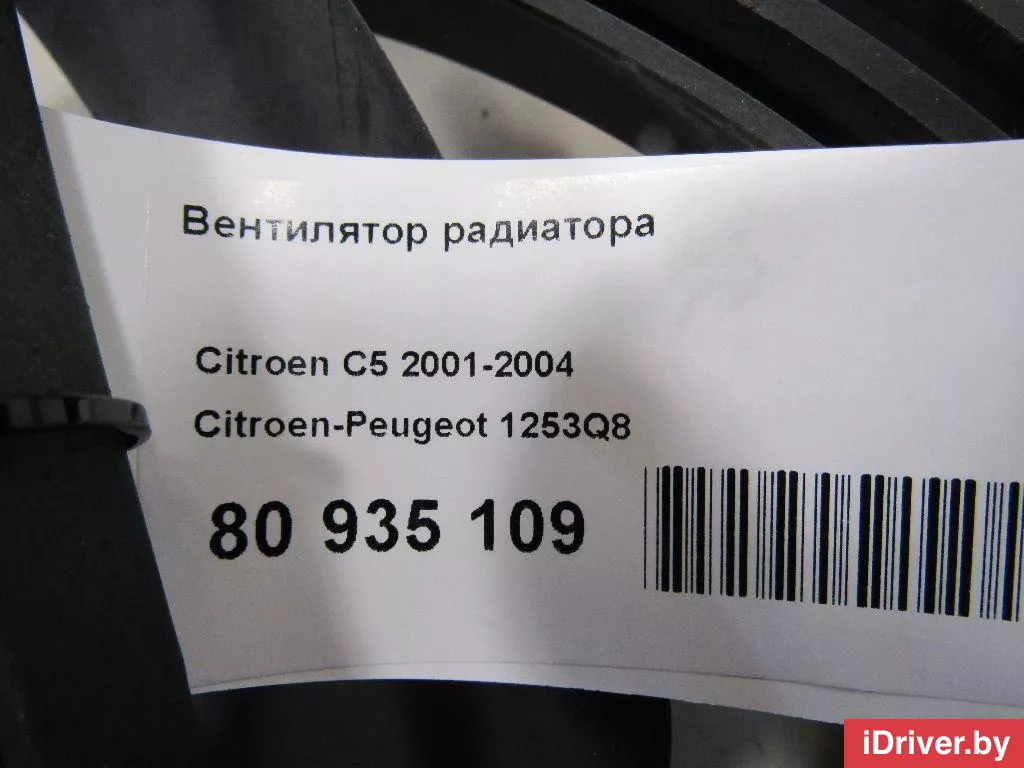 Вентилятор радиатора
Citroen C5 2001-2004
Citroen-Peugeot 1253Q8
80 935 109
iDriver.by